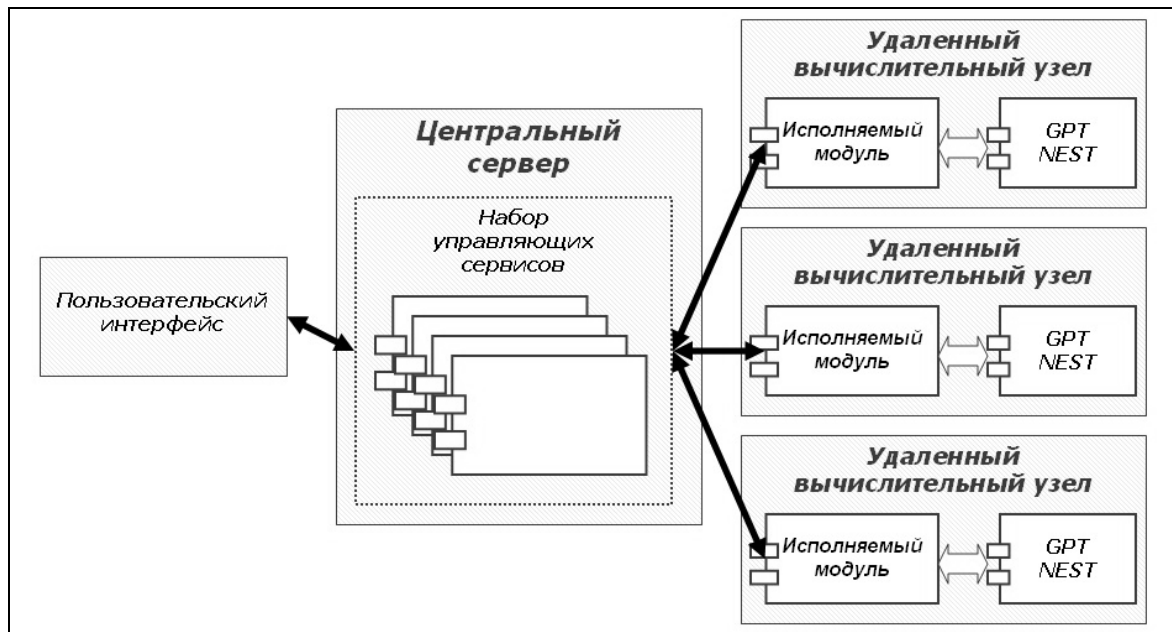 Пользовательский
интерфейс
Центральный
сервер
Набор
управляющих
сервисов
Удаленный
вычислительный узел
Исполняемый
модуль
GPT
NEST
Удаленный
вычислительный узел
Исполняемый
модуль
GPT
NEST
Удаленный
вычислительный узел
Исполняемый
модуль
GPT
NEST